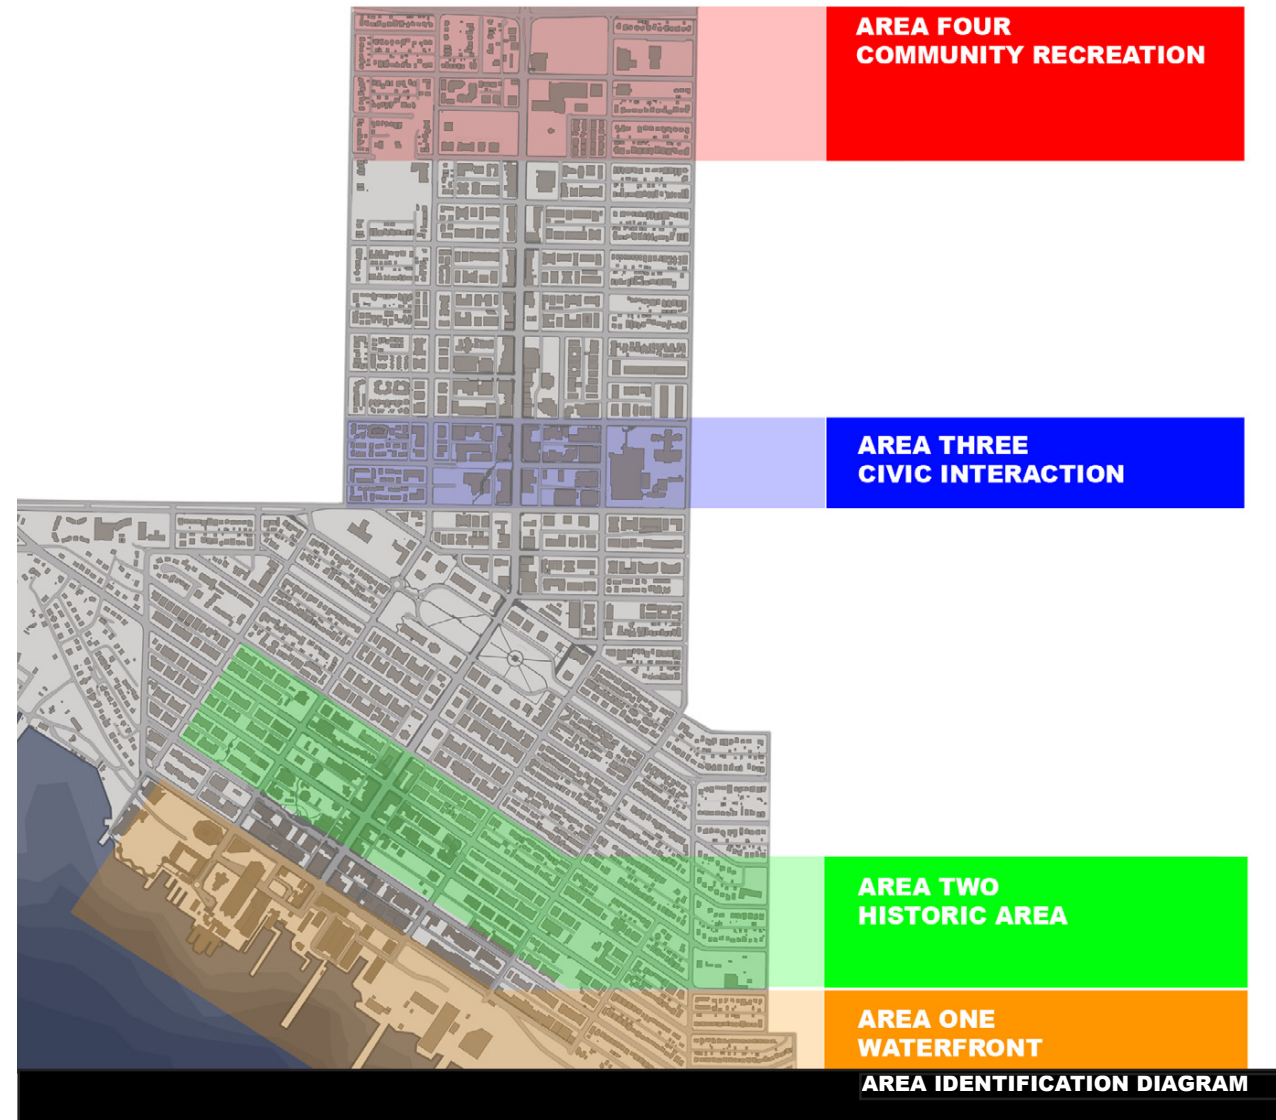 AREA FOUR
COMMUNITY RECREATION
AREA THREE
CIVIC INTERACTION
AREA TWO
HISTORIC AREA
AREA ONE
WATERFRONT
AREA IDENTIFICATION DIAGRAM